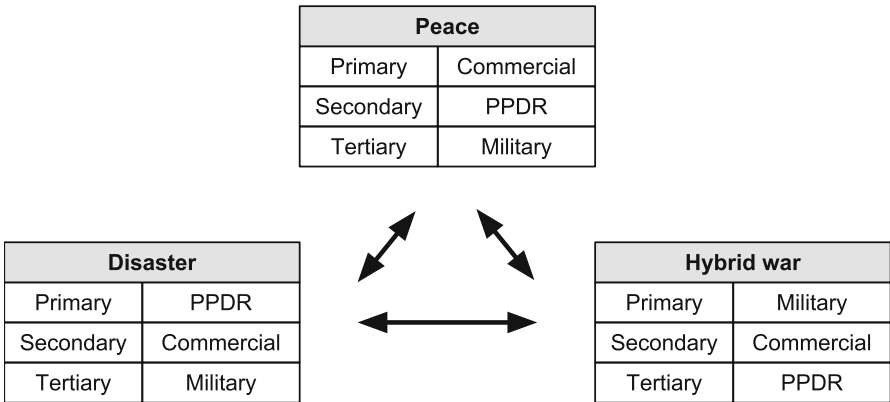 Peace
Primary Commercial
Secondary PPDR
Tertiary Military
Disaster
Primary PPDR
Secondary Commercial
Tertiary Military
Hybrid war
Primary Military
Secondary Commercial
Tertiary PPDR